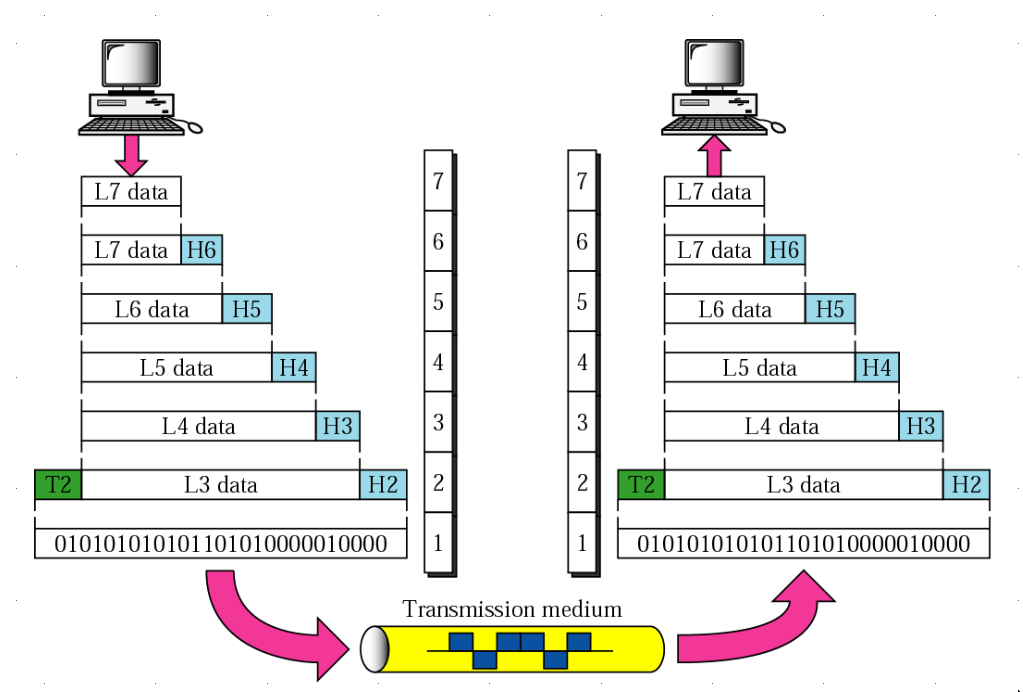 L7 data 7 7 L7 data
L7 data H6 6 6 L7 data H6
L6 data H5 5 5 L6 data H5
L5 data H4 4 4 L5 data H4
L4 data H3 3 3 L4 data H3
T2 L3 data H2 2 2 T2 L3 data H2
010101010101101010000010000 1 1 010101010101101010000010000
Transmission medium